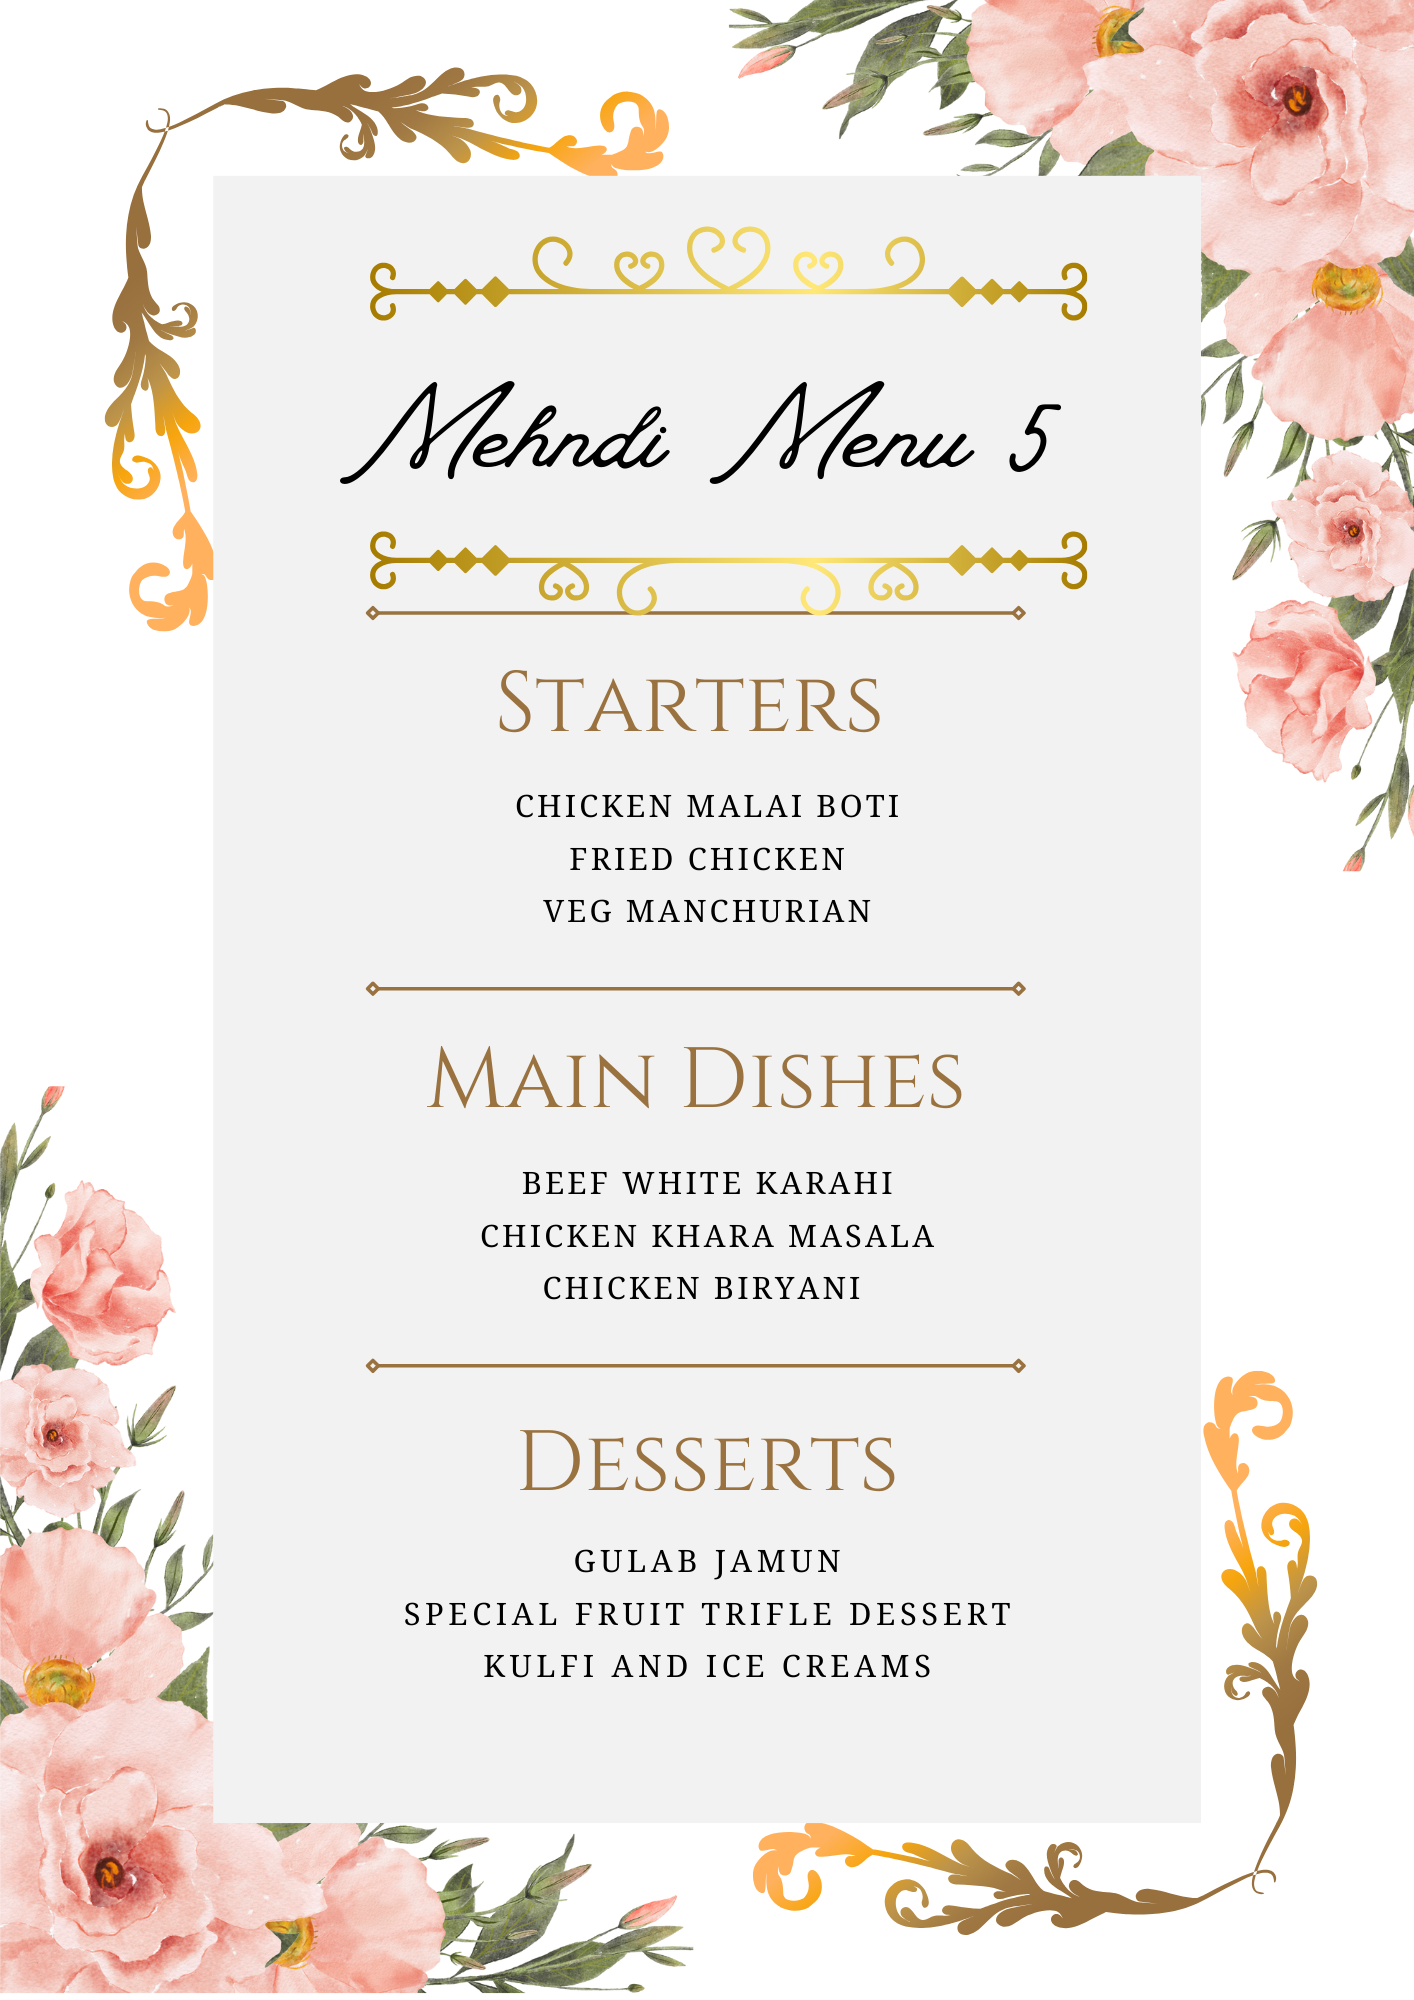 Mehndi Menu 5
Starters
CHICKEN MALAI BOTI
FRIED CHICKEN
VEG MANCHURIAN
Main Dishes
BEEF WHITE KARAHI
CHICKEN KHARA MASALA
CHICKEN BIRYANI
Desserts
GULAB JAMUN
SPECIAL FRUIT TRIFLE DESSERT
KULFI AND ICE CREAMS